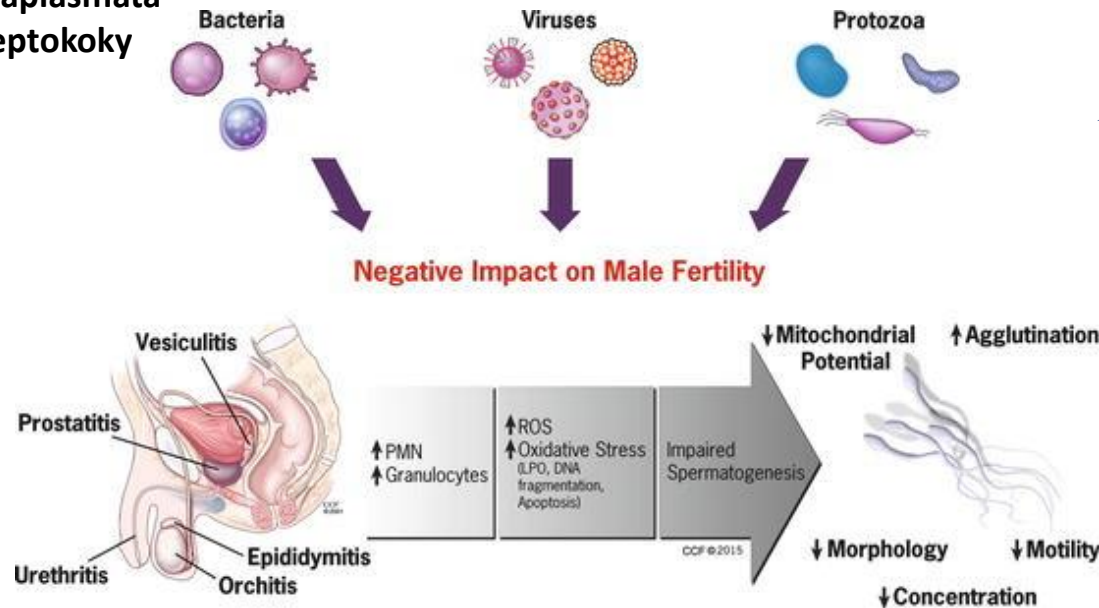 aplasmata
eptokoky
Bacteria
Viruses
Protozoa
Negative Impact on Male Fertility
Vesiculitis
Prostatitis
Urethritis
Epididymitis
Orchitis
↑PMN
↑Granulocytes
↑ROS
↑Oxidative Stress
(LPO, DNA
fragmentation,
Apoptosis)
Impaired
Spermatogenesis
CCF©2015
↓Mitochondrial
Potential
↑Agglutination
↓Morphology
↓Motility
↓Concentration